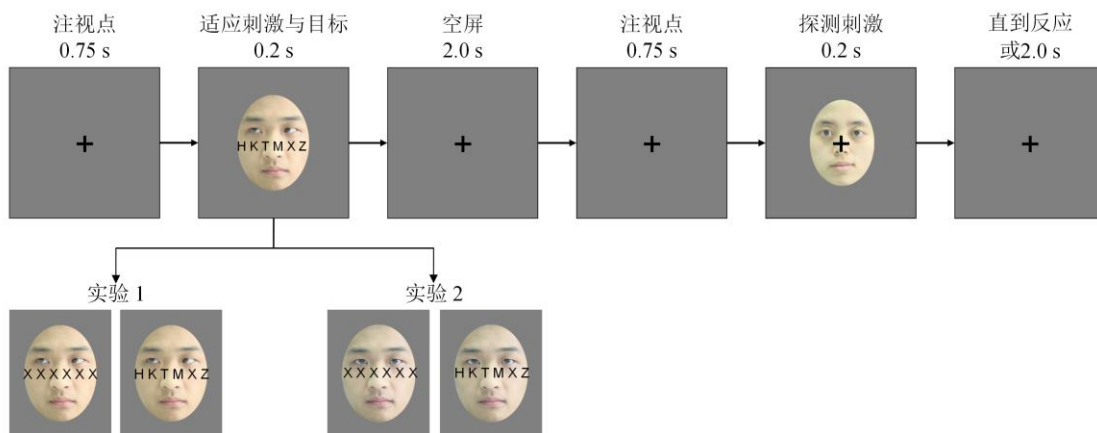 注视点
0.75 s
适应刺激与目标
0.2 s
空屏
2.0 s
注视点
0.75 s
探测刺激
0.2 s
直到反应
或2.0 s
HKTMXZ
实验 1
实验 2
XXXXXX
HKTMXZ
XXXXXX
HKTMXZ